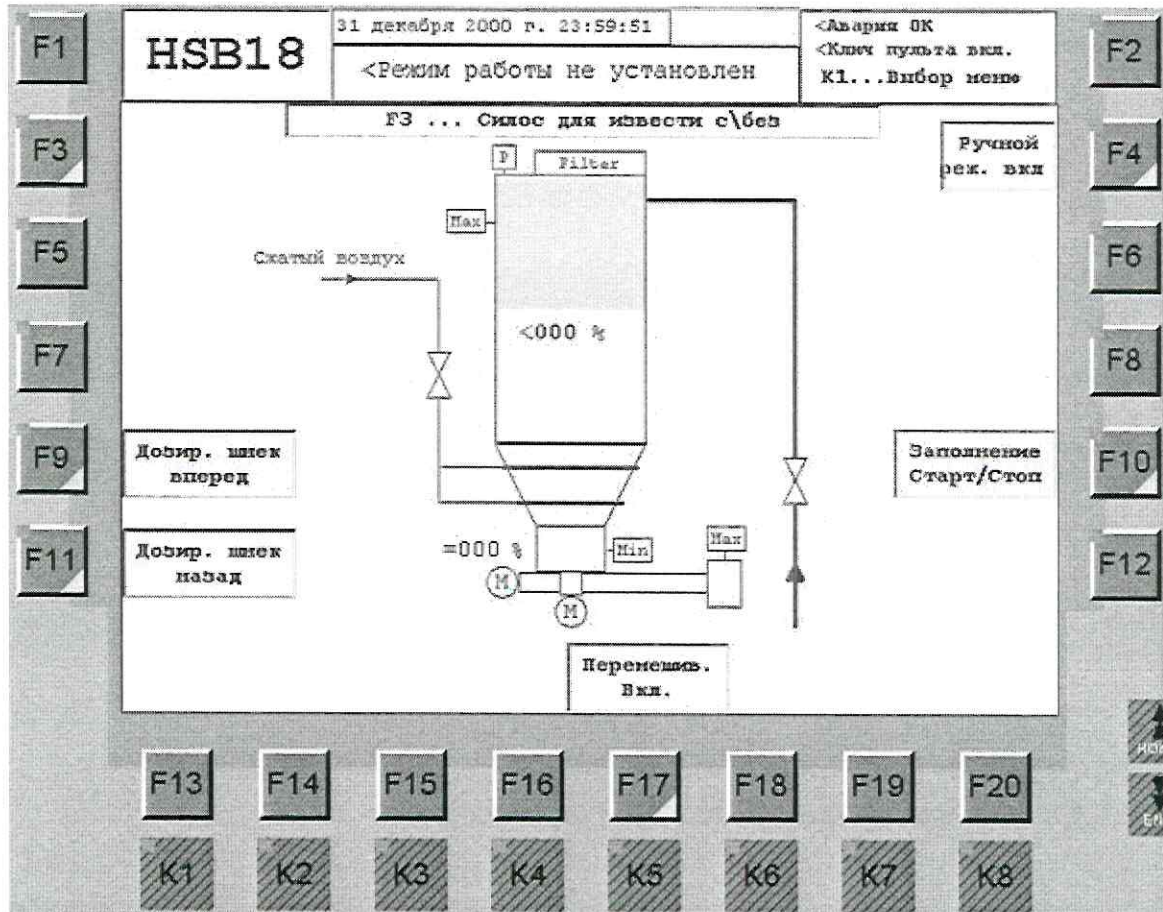 F1
HSB18
31 декабря 2000 г. 23:59:51
<Режим работы не установлен
<Авария ОК
<Ключ пульта вкл.
К1...Выбор меню
F2
F3 ... Силос для извести с\без
F3
P
Filter
Ручной
реж. вкл
F4
Max
F5
Сжатый воздух
F6
<000 %
F7
F8
F9
Дозир. шнек
вперед
Заполнение
Старт/Стоп
F10
F11
Дозир. шнек
назад
=000 %
Min
Max
M
M
F12
Перемешив.
Вкл.
F13
F14
F15
F16
F17
F18
F19
F20
K1
K2
K3
K4
K5
K6
K7
K8